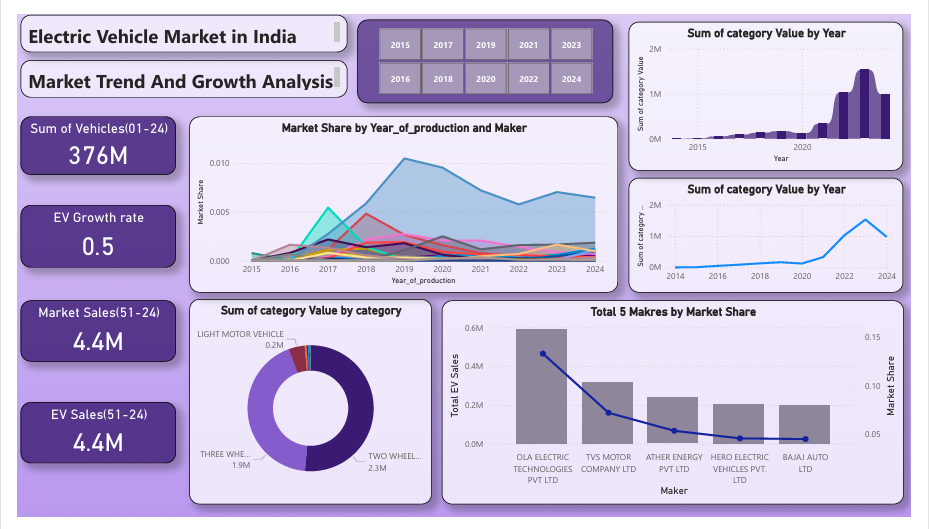 Electric Vehicle Market in India
Market Trend And Growth Analysis
2015 2017 2019 2021 2023
2016 2018 2020 2022 2024
Sum of category Value by Year
Sum of category Value
2M
1M
0M
2015 2020
Year
Sum of Vehicles(01-24)
376M
EV Growth rate
0.5
Market Sales(51-24)
4.4M
EV Sales(51-24)
4.4M
Market Share by Year_of_production and Maker
Market Share
0.010
0.005
0.000
2015 2016 2017 2018 2019 2020 2021 2022 2023 2024
Year_of_production
Sum of category Value by Year
Sum of category ...
2M
1M
0M
2014 2016 2018 2020 2022 2024
Year
Sum of category Value by category
LIGHT MOTOR VEHICLE
0.2M
THREE WHE...
1.9M
TWO WHEEL...
2.3M
Total 5 Makres by Market Share
Total EV Sales
0.6M
0.4M
0.2M
0.0M
Market Share
0.15
0.10
0.05
OLA ELECTRIC
TECHNOLOGIES
PVT LTD
TVS MOTOR
COMPANY LTD
ATHER ENERGY
PVT LTD
HERO ELECTRIC
VEHICLES PVT.
LTD
BAJAJ AUTO
LTD
Maker